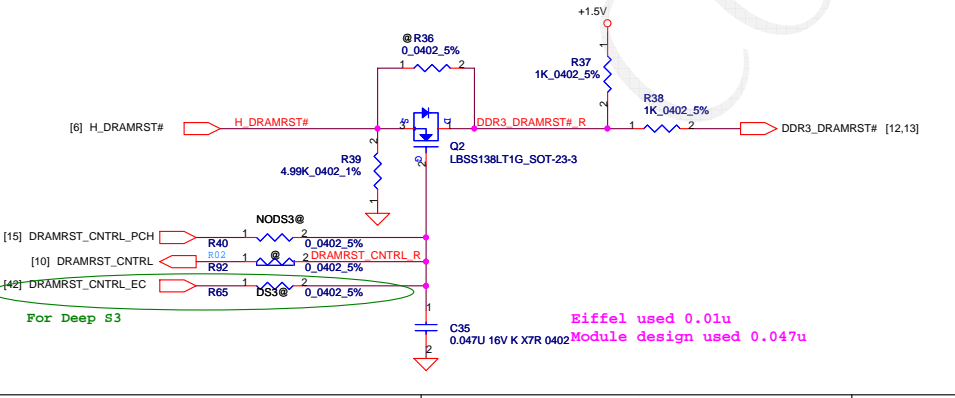 +1.5V
@ R36
0_0402_5%
1 2
1
R37
1K_0402_5%
2
R38
1K_0402_5%
[6] H_DRAMRST#
H_DRAMRST#
3 S D 1
DDR3_DRAMRST#_R
1 2
DDR3_DRAMRST# [12,13]
Q2
LBSS138LT1G_SOT-23-3
G
2
2
R39
4.99K_0402_1%
1
NODS3@
[15] DRAMRST_CNTRL_PCH
1 2
R40
0_0402_5%
[10] DRAMRST_CNTRL
R02
1 @ 2
DRAMRST_CNTRL_R
R92
0_0402_5%
[42] DRAMRST_CNTRL_EC
1 2
R65
DS3@
0_0402_5%
For Deep S3
1
C35
0.047U 16V K X7R 0402
2
Eiffel used 0.01u
Module design used 0.047u